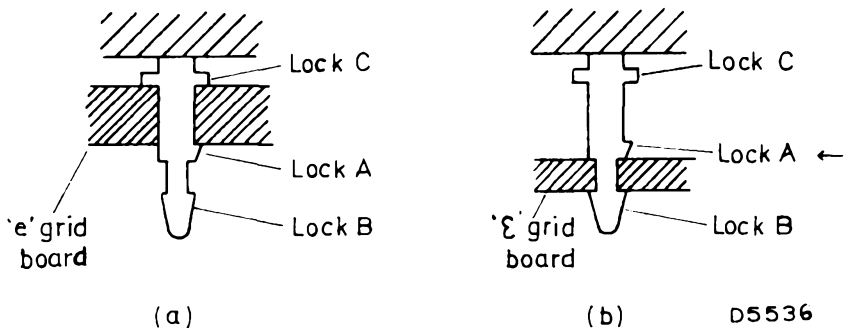 Lock C
Lock A
Lock B
'e' grid
board
(a)
Lock C
Lock A ←
Lock B
'Ɛ' grid
board
(b)
D5536